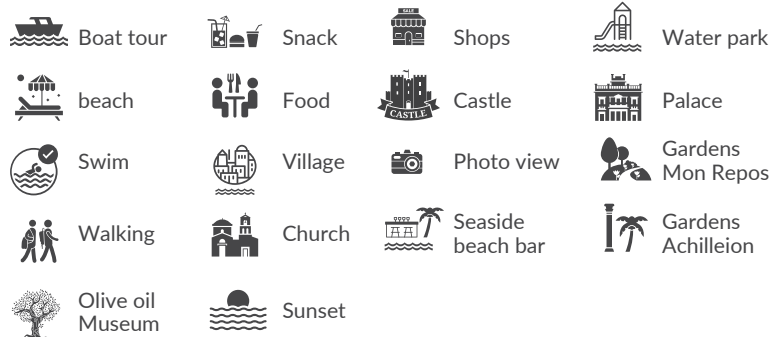 SALE
Boat tour
Snack
Shops
Water park
beach
Food
CASTLE
Castle
Palace
Swim
Village
Photo view
Gardens
Mon Repos
Walking
Church
Seaside
beach bar
Gardens
Achilleion
Olive oil
Museum
Sunset